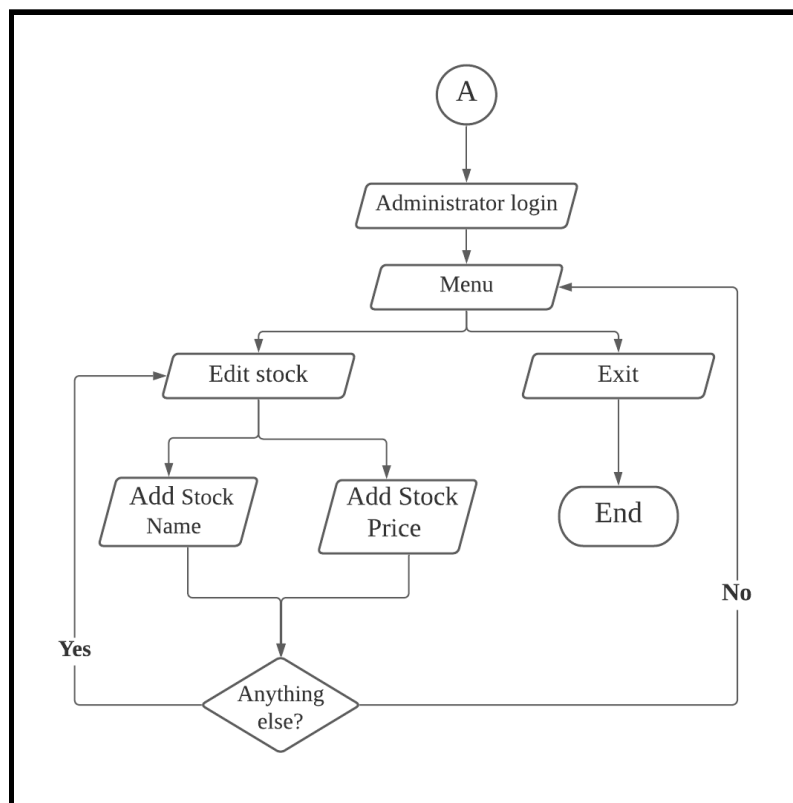 A
Administrator login
Menu
Edit stock
Exit
Add Stock
Name
Add Stock
Price
End
No
Yes
Anything
else?